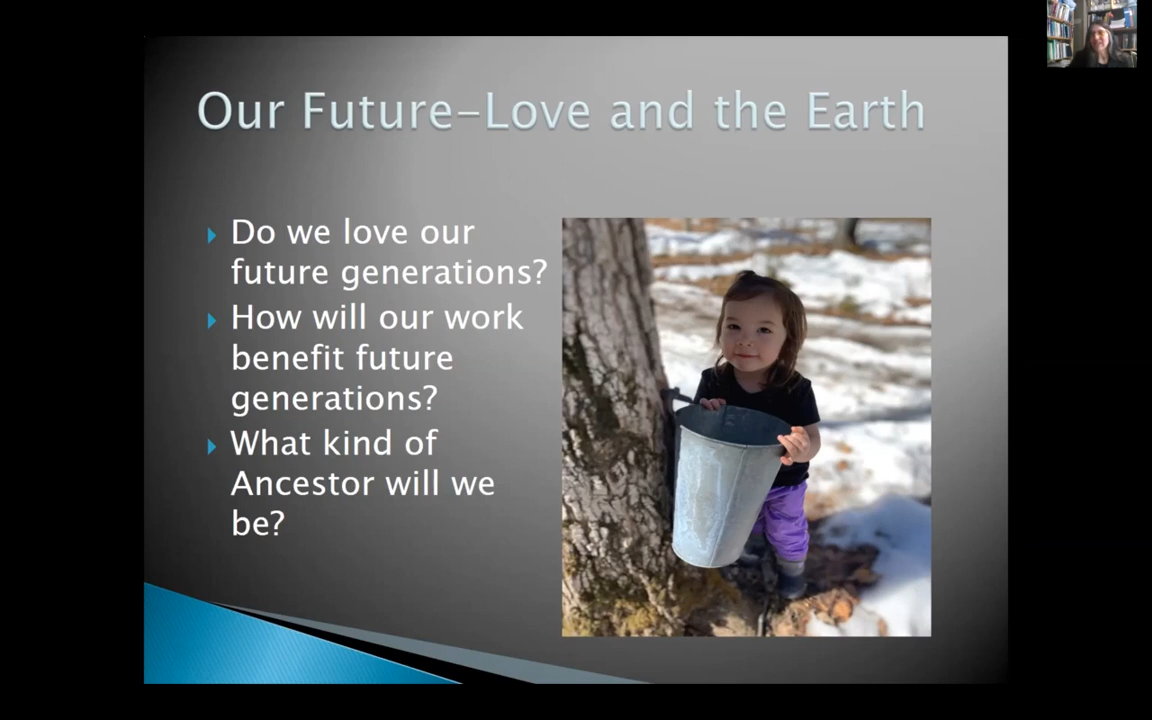 Our Future-Love and the Earth
Do we love our
future generations?
How will our work
benefit future
generations?
What kind of
Ancestor will we
be?